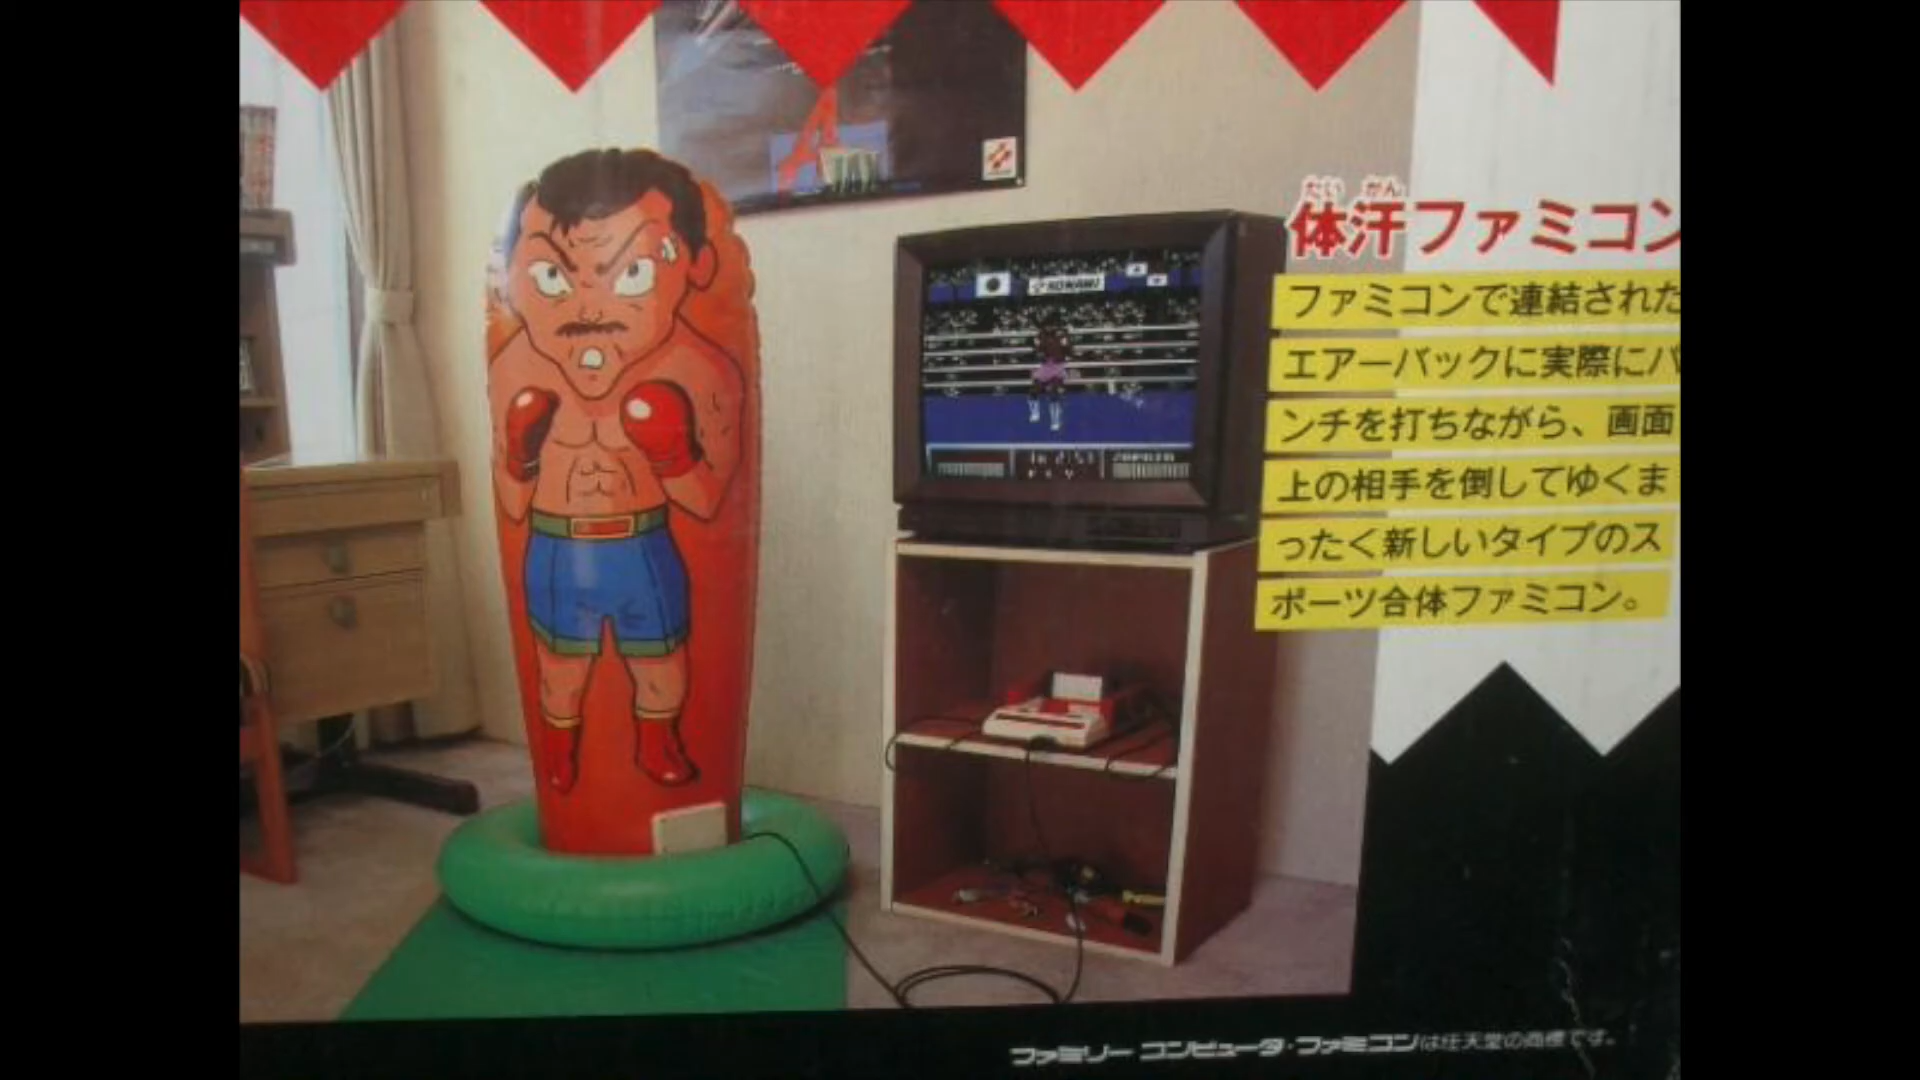 KONAMI
たい かん
体汗ファミコン
ファミコンで連結された
エアーバックに実際にパ
ンチを打ちながら、画面
上の相手を倒してゆくま
ったく新しいタイプのス
ポーツ合体ファミコン。
ファミリー コンピュータ・ファミコンは任天堂の商標です。